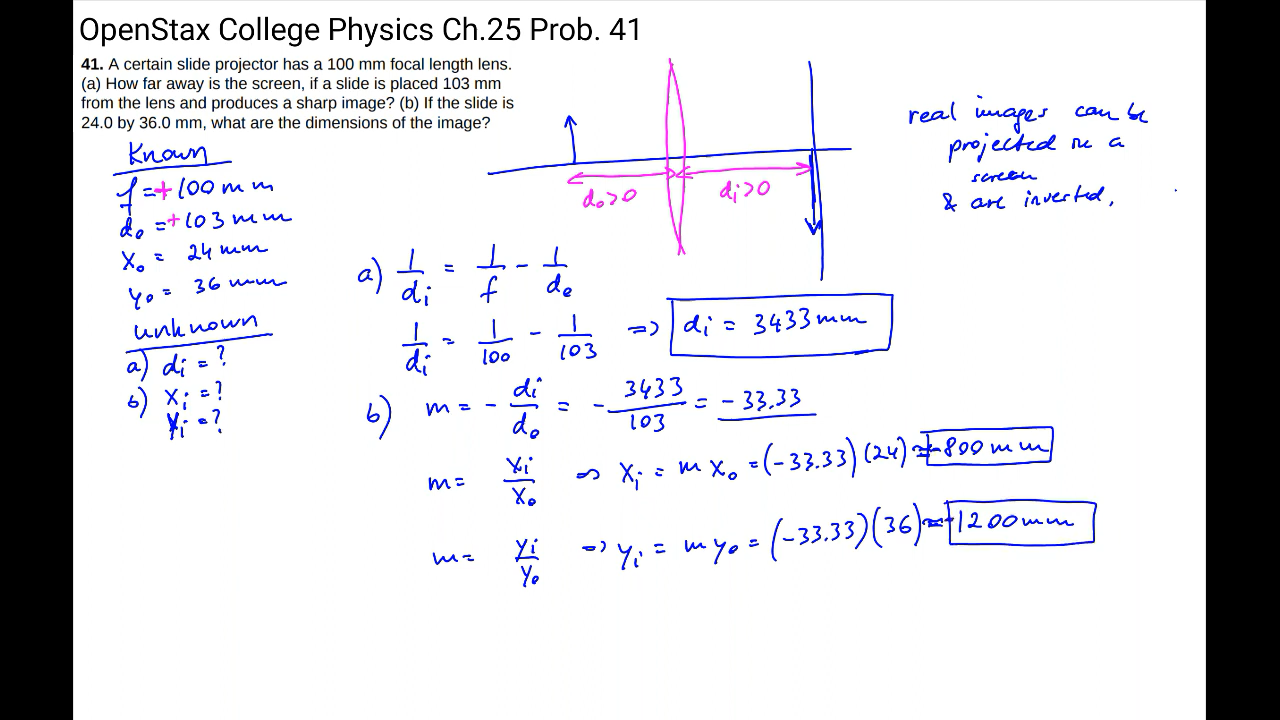 OpenStax College Physics Ch.25 Prob. 41
41. A certain slide projector has a 100 mm focal length lens.
(a) How far away is the screen, if a slide is placed 103 mm
from the lens and produces a sharp image? (b) If the slide is
24.0 by 36.0 mm, what are the dimensions of the image?
Known
f = +100 mm
do = +103 mm
xo = 24 mm
yo = 36 mm
unknown
a) di = ?
b) xi = ?
yi = ?
do>0
di>0
real images can be
projected on a
screen
& are inverted.
a) 1/di = 1/f - 1/do
1/di = 1/100 - 1/103 => di = 3433 mm
b) m = - di/do = - 3433/103 = -33.33
m = xi/xo => xi = m xo = (-33.33)(24) = -800 mm
m = yi/yo => yi = m yo = (-33.33)(36) = -1200 mm